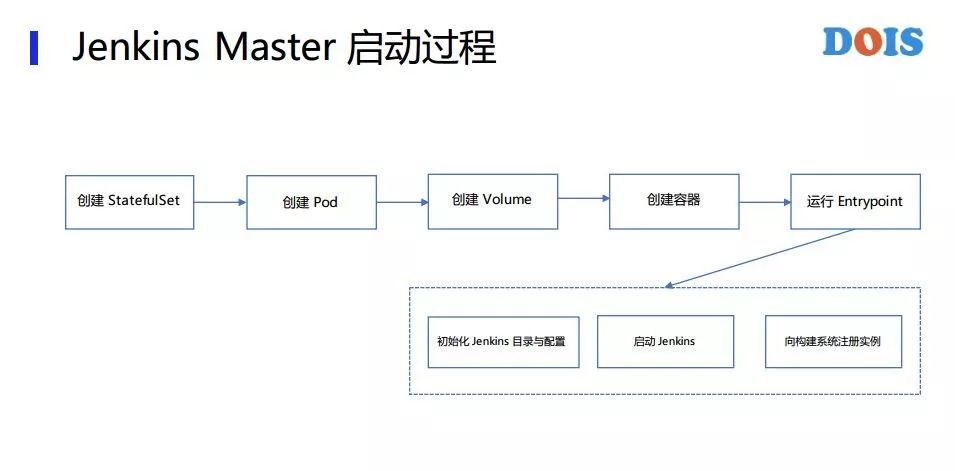 Jenkins Master 启动过程
DOIS
创建 StatefulSet
创建 Pod
创建 Volume
创建容器
运行 Entrypoint
初始化 Jenkins 目录与配置
启动 Jenkins
向构建系统注册实例